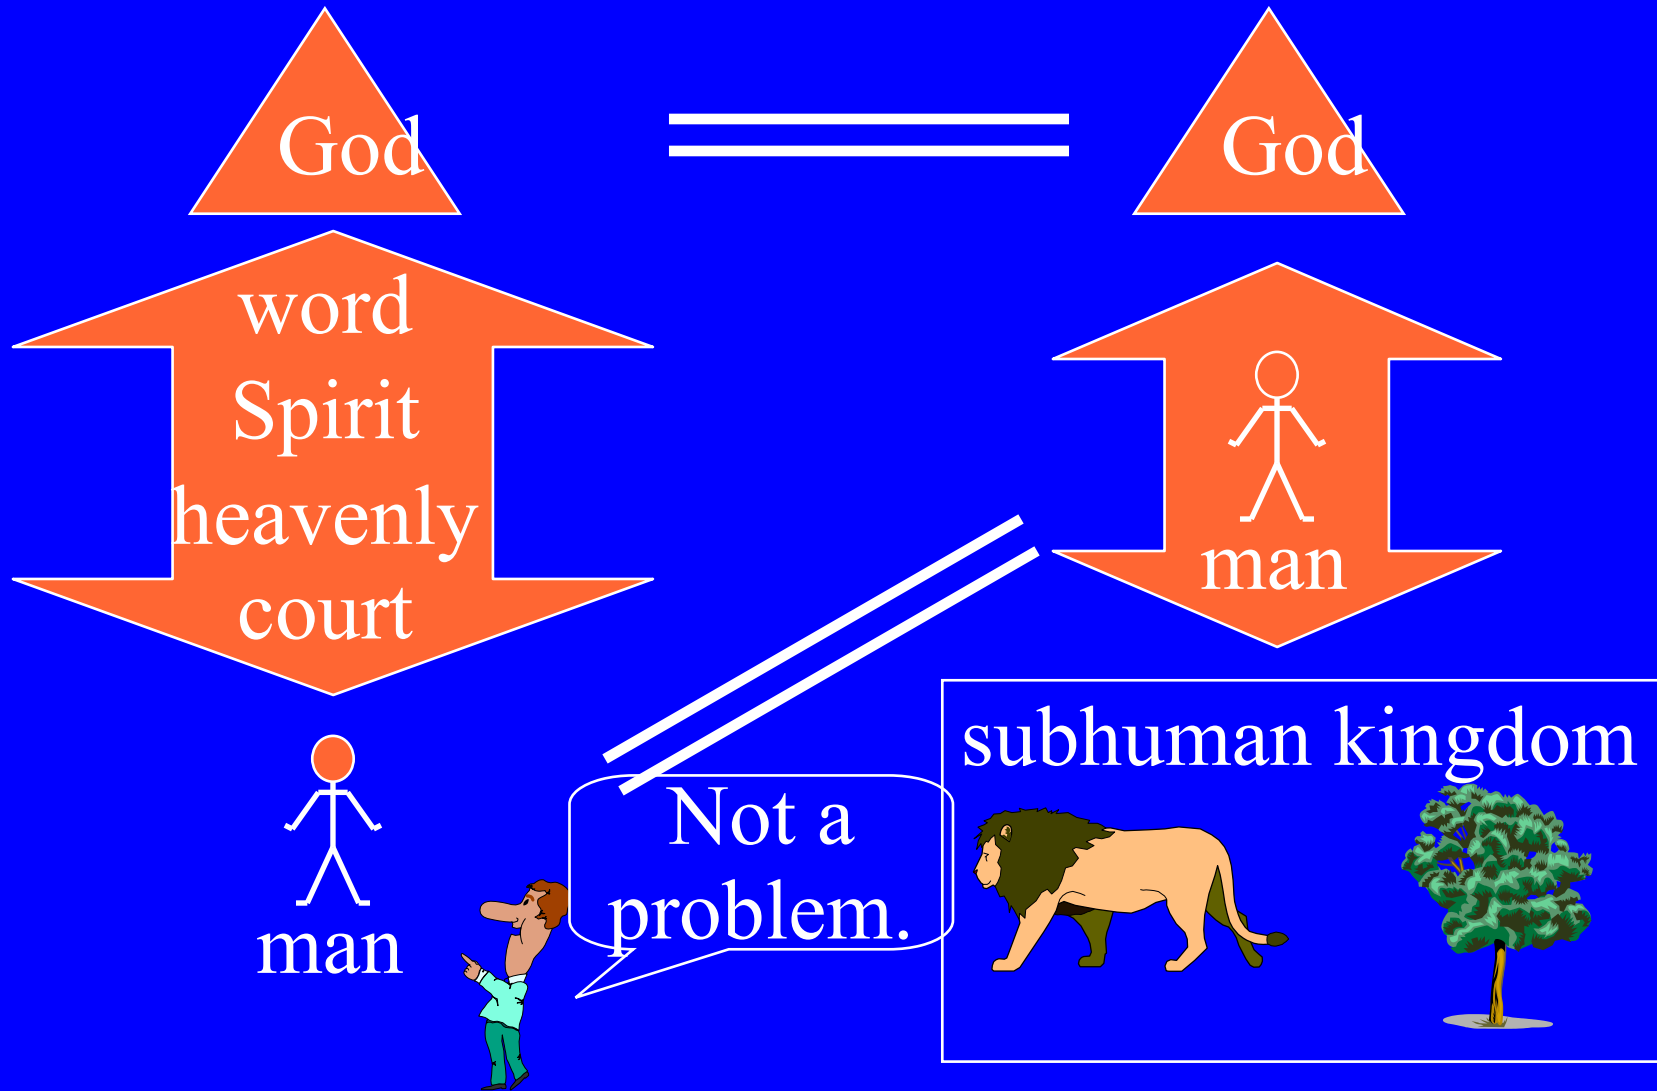 God
word
Spirit
heavenly
court
man
God
man
subhuman kingdom
Not a
problem.